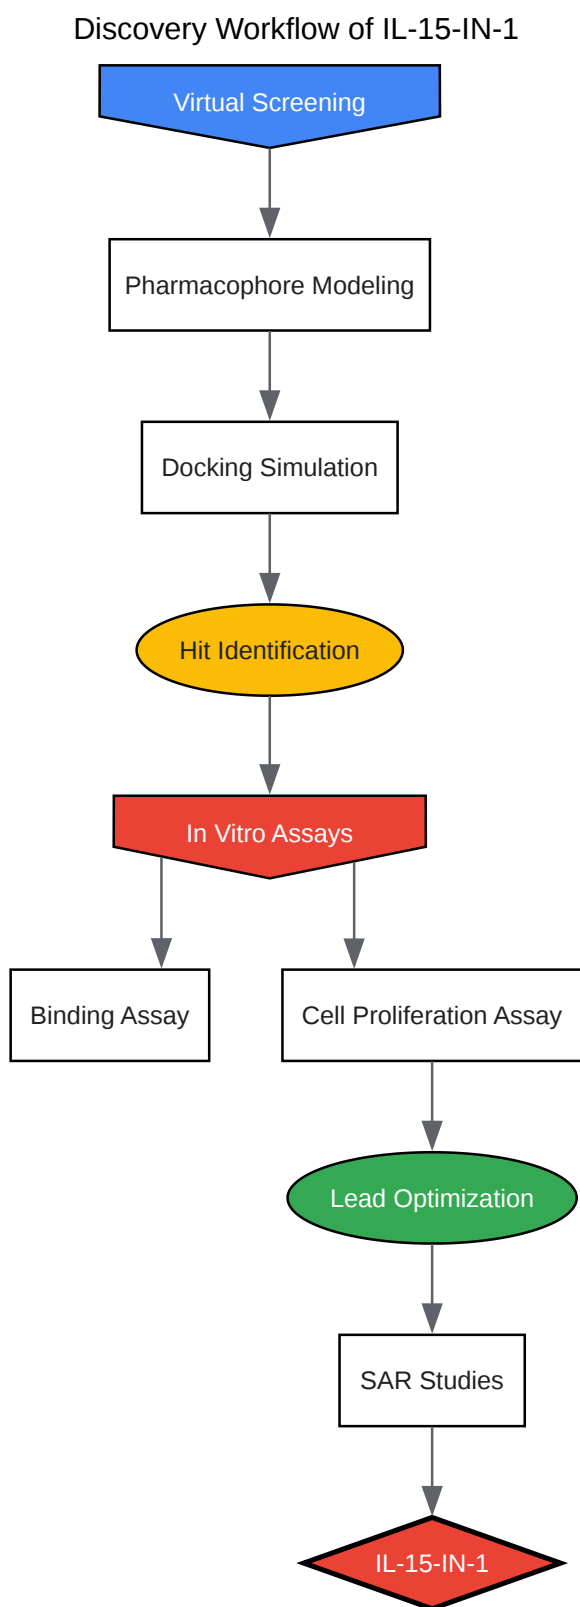 Discovery Workflow of IL-15-IN-1
Virtual Screening
Pharmacophore Modeling
Docking Simulation
Hit Identification
In Vitro Assays
Binding Assay
Cell Proliferation Assay
Lead Optimization
SAR Studies
IL-15-IN-1